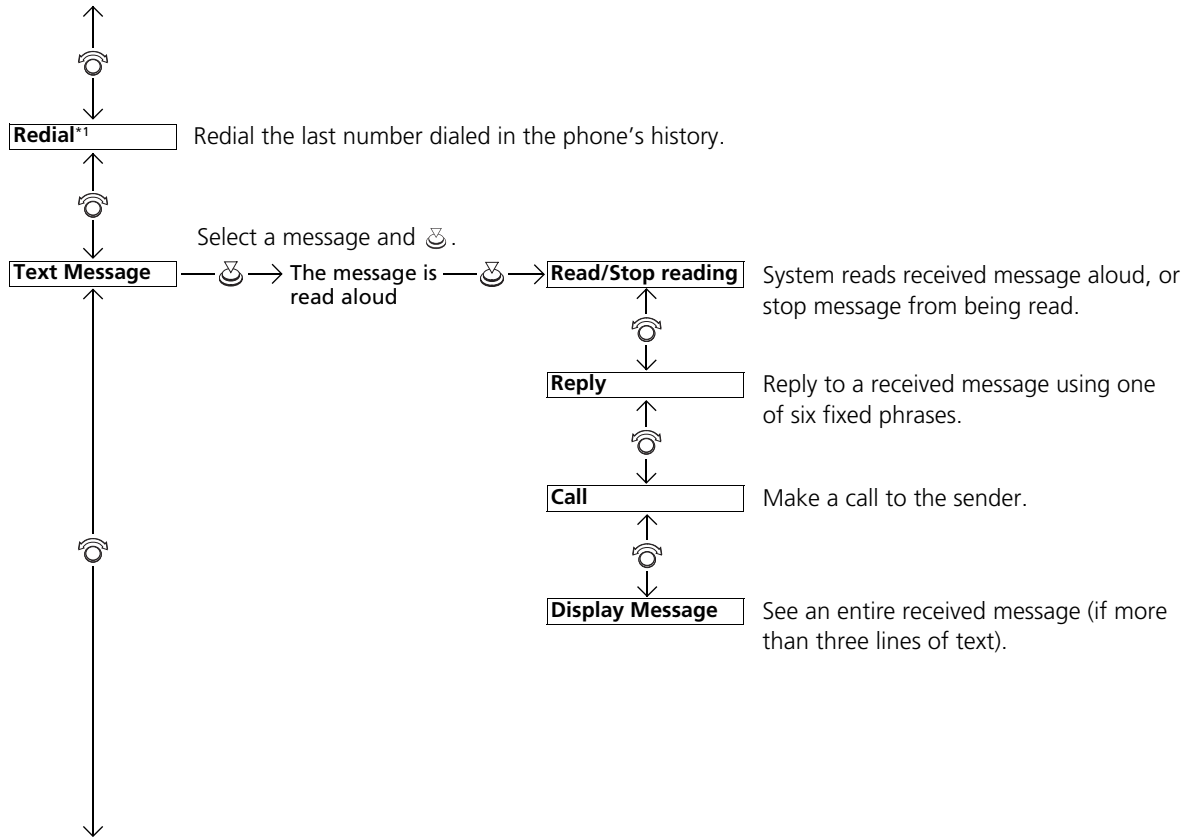 Redial*1
Redial the last number dialed in the phone's history.
Select a message and .
Text Message
The message is
read aloud
Read/Stop reading
System reads received message aloud, or
stop message from being read.
Reply
Reply to a received message using one
of six fixed phrases.
Call
Make a call to the sender.
Display Message
See an entire received message (if more
than three lines of text).